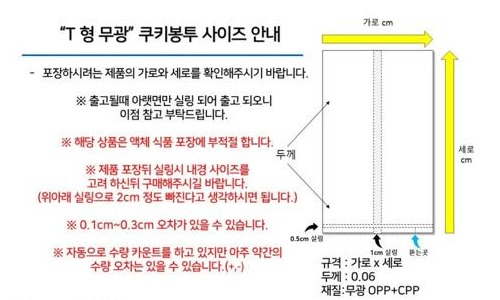 “T 형 무광” 쿠키봉투 사이즈 안내
- 포장하시려는 제품의 가로와 세로를 확인해주시기 바랍니다.
※ 출고될때 아랫면만 실링 되어 출고 되오니
이점 참고 부탁드립니다.
※ 해당 상품은 액체 식품 포장에 부적절 합니다.
※ 제품 포장뒤 실링시 내경 사이즈를
고려 하신뒤 구매해주시길 바랍니다.
(위아래 실링으로 2cm 정도 빠진다고 생각하시면 됩니다.)
※ 0.1cm~0.3cm 오차가 있을 수 있습니다.
※ 자동으로 수량 카운트를 하고 있지만 아주 약간의
수량 오차는 있을 수 있습니다.(+,-)
가로 cm
세로
cm
두께
0.5cm 실링
1cm 실링
뜯는곳
규격 : 가로 x 세로
두께 : 0.06
재질:무광 OPP+CPP